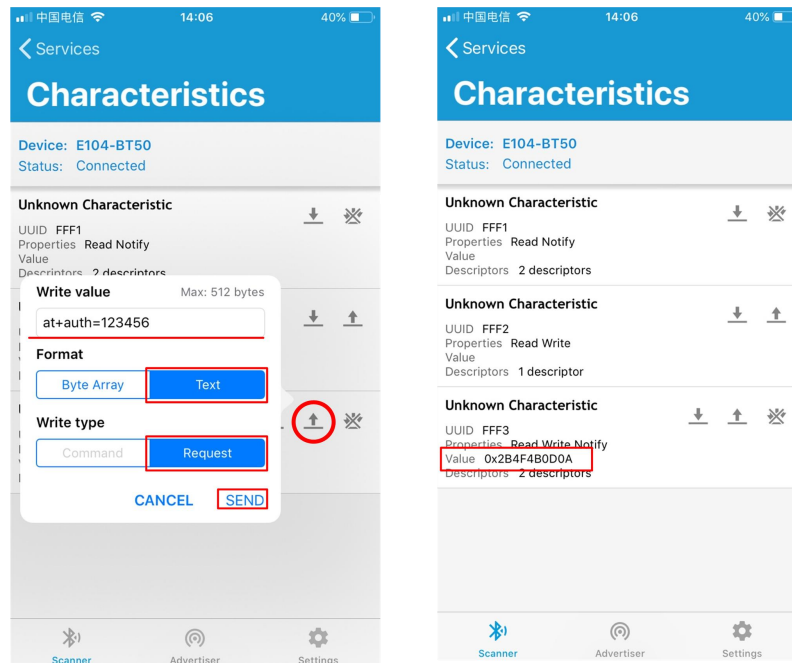 中国电信 14:06 40%
Services
Characteristics
Device: E104-BT50
Status: Connected
Unknown Characteristic
UUID FFF1
Properties Read Notify
Value
Descriptors 2 descriptors
Write value Max: 512 bytes
at+auth=123456
Format
Byte Array Text
Write type
Command Request
CANCEL SEND
Scanner Advertiser Settings
中国电信 14:06 40%
Services
Characteristics
Device: E104-BT50
Status: Connected
Unknown Characteristic
UUID FFF1
Properties Read Notify
Value
Descriptors 2 descriptors
Unknown Characteristic
UUID FFF2
Properties Read Write
Value
Descriptors 1 descriptor
Unknown Characteristic
UUID FFF3
Properties Read Write Notify
Value 0x2B4F4B0D0A
Descriptors 2 descriptors
Scanner Advertiser Settings